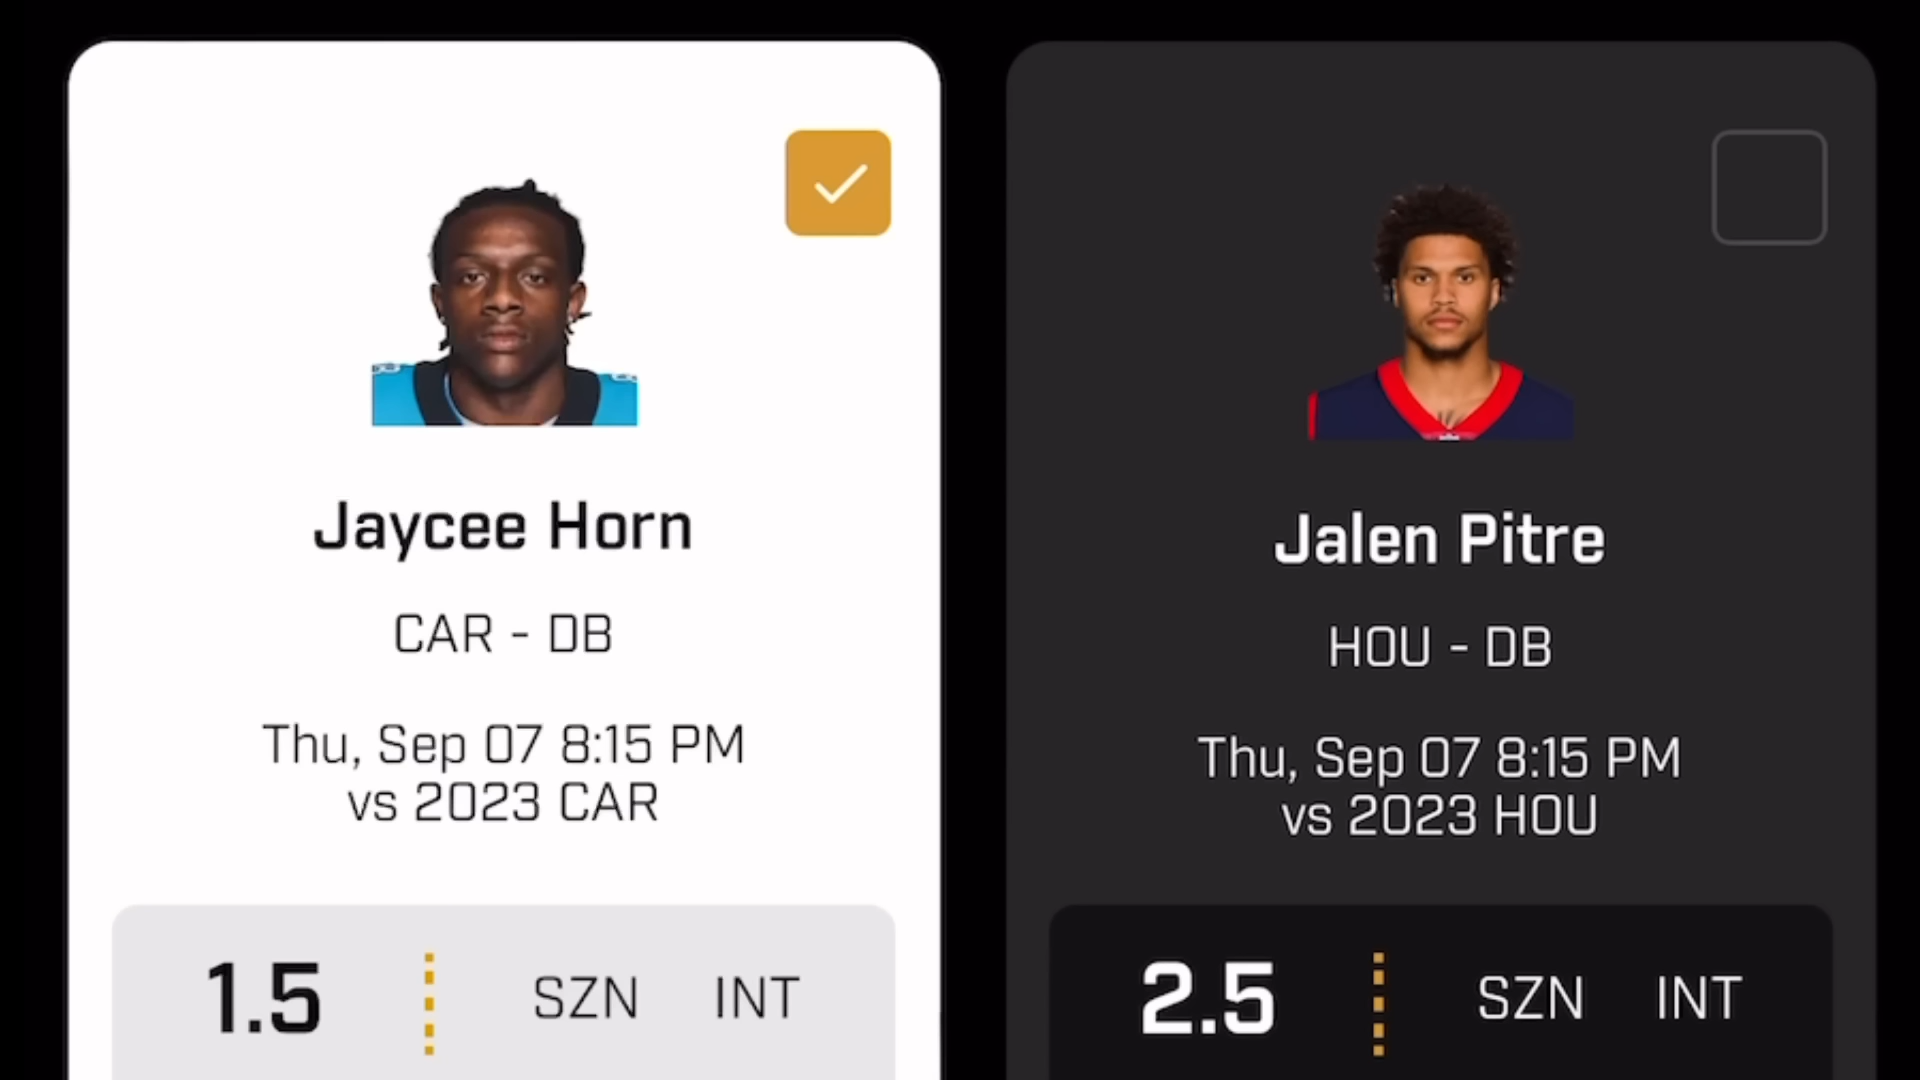 Jaycee Horn
CAR - DB
Thu, Sep 07 8:15 PM
vs 2023 CAR
1.5 SZN INT
Jalen Pitre
HOU - DB
Thu, Sep 07 8:15 PM
vs 2023 HOU
2.5 SZN INT